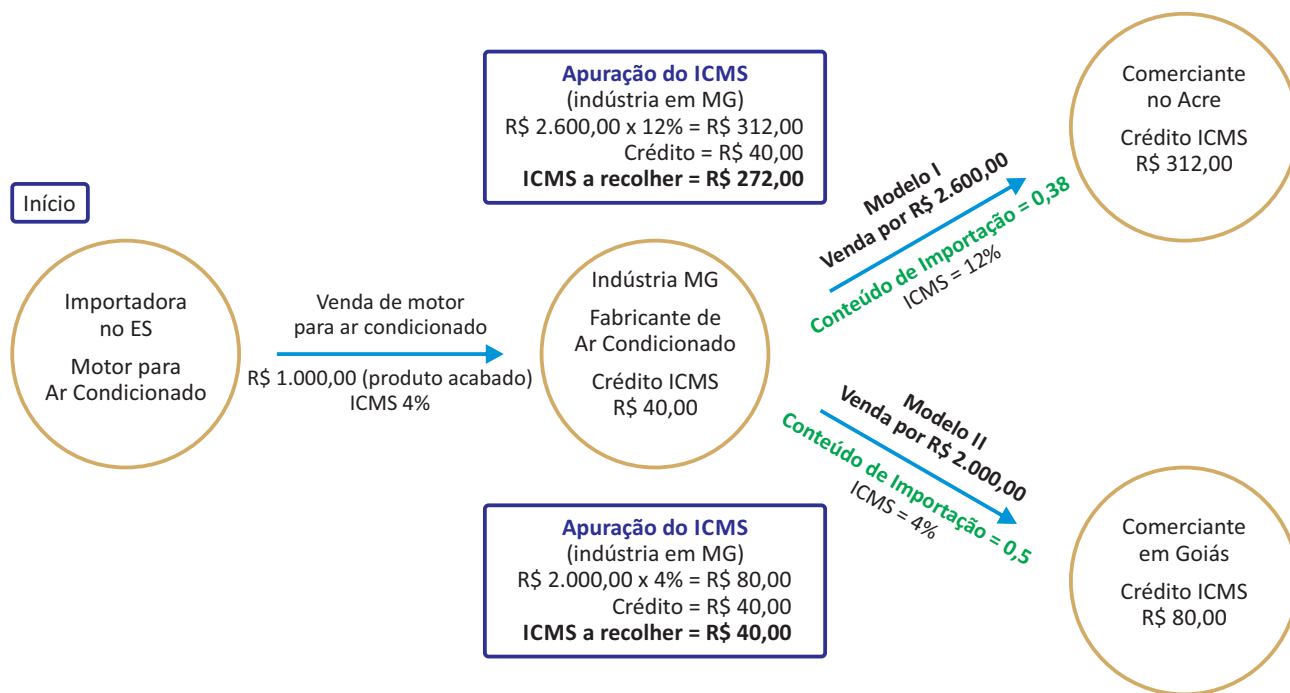 Início
Importadora
no ES
Motor para
Ar Condicionado
Venda de motor
para ar condicionado
R$ 1.000,00 (produto acabado)
ICMS 4%
Indústria MG
Fabricante de
Ar Condicionado
Crédito ICMS
R$ 40,00
Apuração do ICMS
(indústria em MG)
R$ 2.600,00 x 12% = R$ 312,00
Crédito = R$ 40,00
ICMS a recolher = R$ 272,00
Modelo I
Venda por R$ 2.600,00
Conteúdo de Importação = 0,38
ICMS = 12%
Comerciante
no Acre
Crédito ICMS
R$ 312,00
Apuração do ICMS
(indústria em MG)
R$ 2.000,00 x 4% = R$ 80,00
Crédito = R$ 40,00
ICMS a recolher = R$ 40,00
Modelo II
Venda por R$ 2.000,00
Conteúdo de Importação = 0,5
ICMS = 4%
Comerciante
em Goiás
Crédito ICMS
R$ 80,00